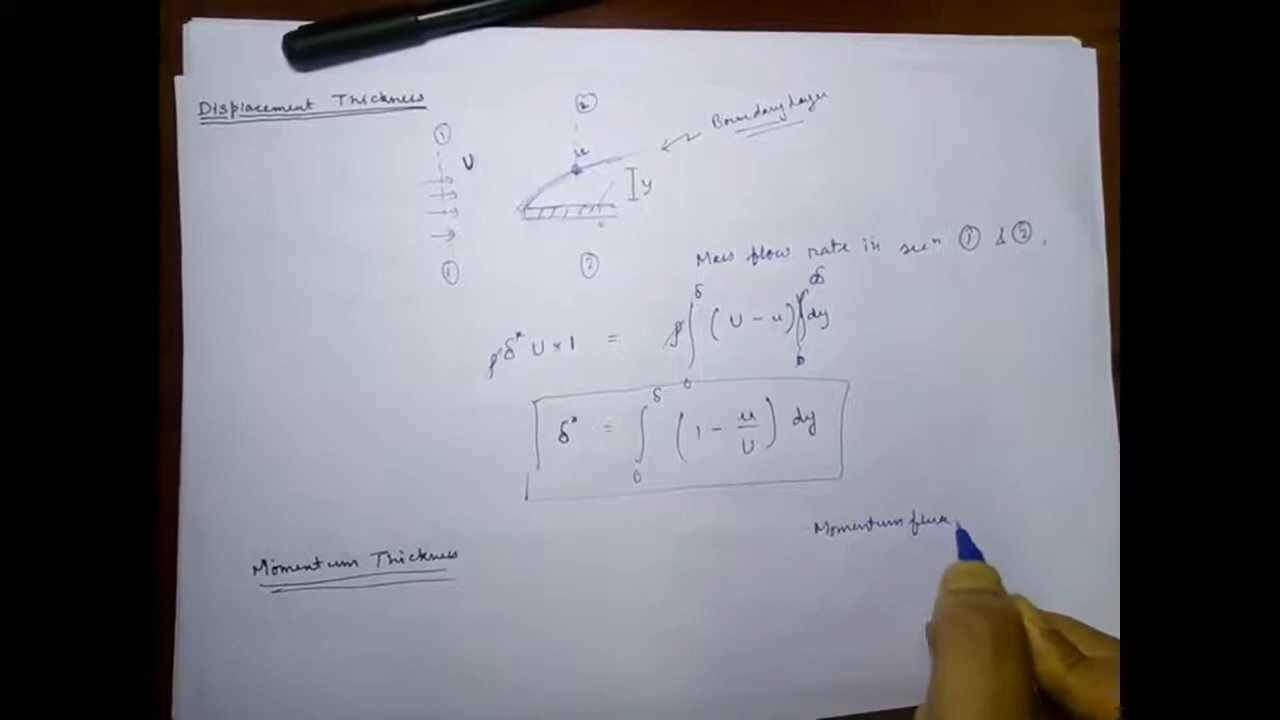 Displacement Thickness
① ②
U u
Boundary Layer
y
① ②
Mass flow rate in secⁿ ① & ②,
ρ δ* U × 1 = ρ ∫₀^δ (U - u) dy
δ* = ∫₀^δ (1 - u/U) dy
Momentum flux
Momentum Thickness